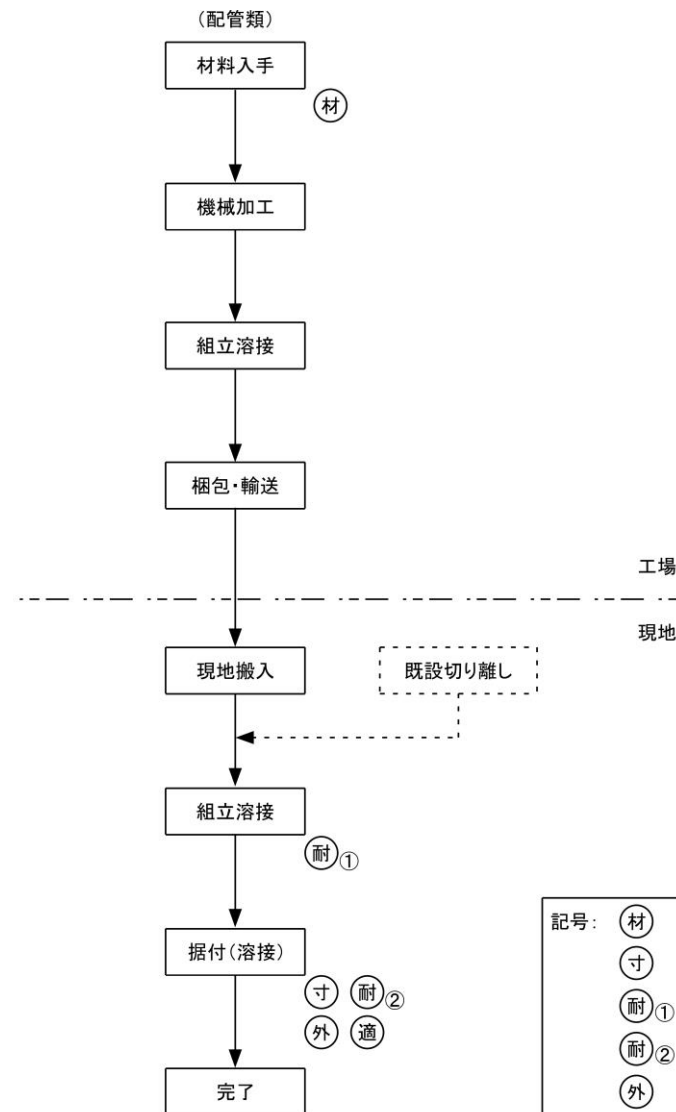 (配管類)
材料入手
材
機械加工
組立溶接
梱包・輸送
工場
現地
現地搬入
既設切り離し
組立溶接
耐①
据付(溶接)
寸 耐②
外 適
完了
記号: 材
寸
耐①
耐②
外